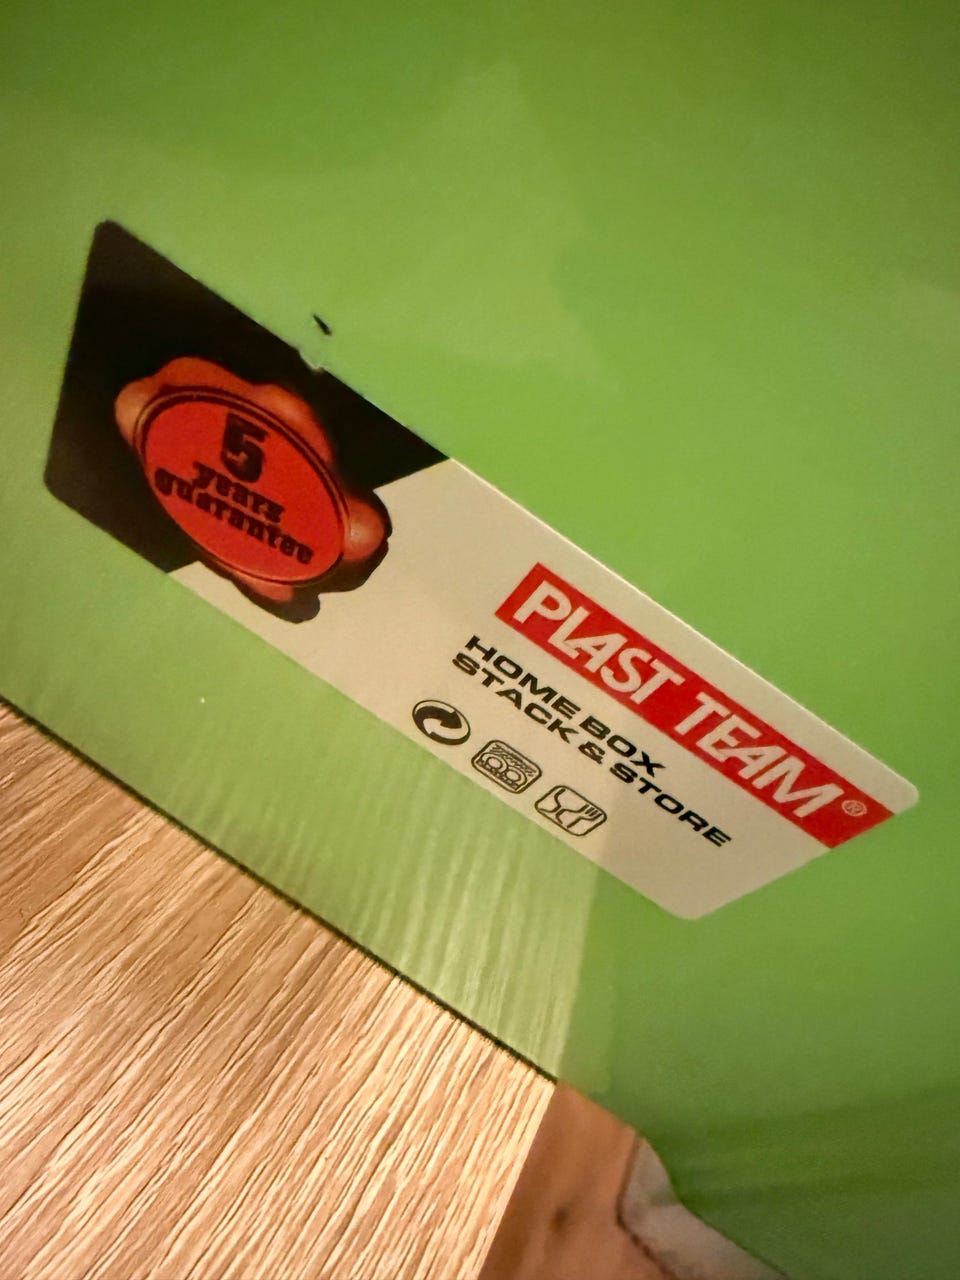 5
years
guarantee
PLAST TEAM®
HOME BOX
STACK & STORE